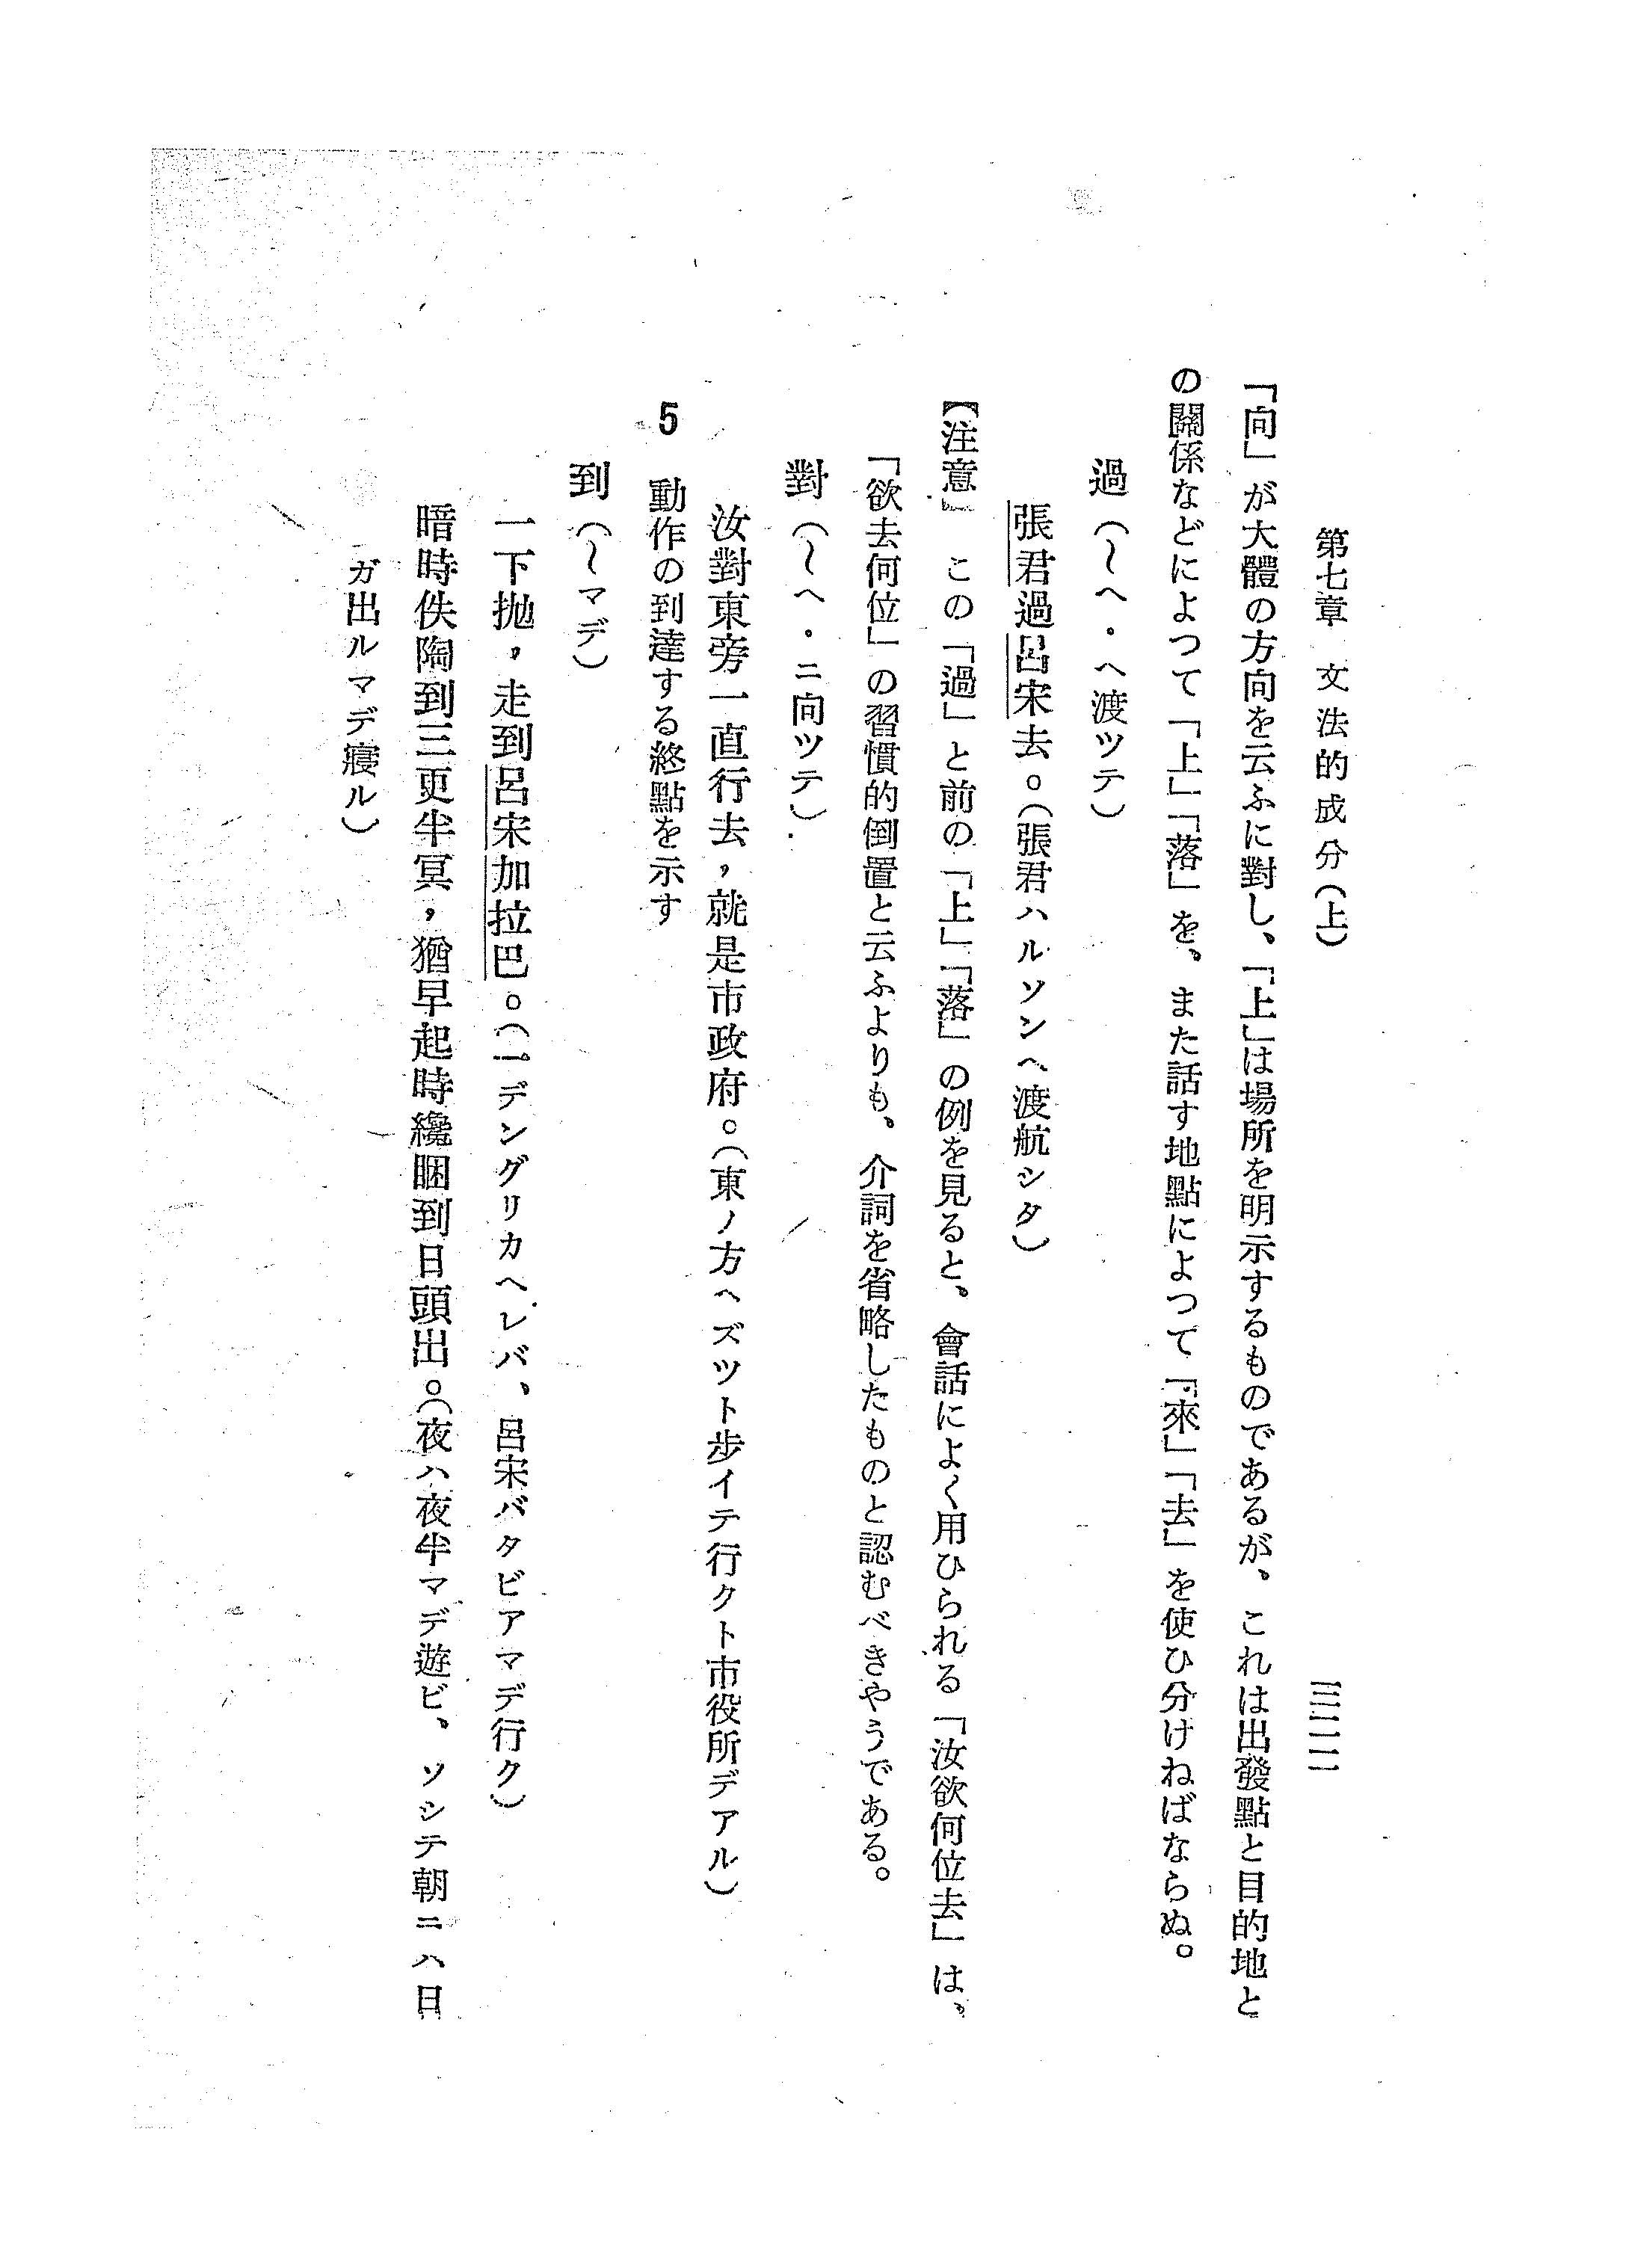 第七章 文法的成分(上)
三二二
「向」が大體の方向を云ふに對し、「上」は場所を明示するものであるが、これは出發點と目的地と
の關係などによつて「上」「落」を、また話す地點によつて「來」「去」を使ひ分けねばならぬ。
過(〜ヘ・ヘ渡ツテ)
張君過呂宋去。(張君ハルソンヘ渡航シタ)
【注意】 この「過」と前の「上」「落」の例を見ると、會話によく用ひられる「汝欲何位去」は、
「欲去何位」の習慣的倒置と云ふよりも、介詞を省略したものと認むべきやうである。
對(〜ヘ・ニ向ツテ)
汝對東旁一直行去,就是市政府。(東ノ方ヘズツト步イテ行クト市役所デアル)
5 動作の到達する終點を示す
到(〜マデ)
一下拋,走到呂宋加拉巴。(一デングリカヘレバ、呂宋バタビアマデ行ク)
暗時佚陶到三更半冥,猶早起時纔睏到日頭出。(夜ハ夜半マデ遊ビ、ソシテ朝ニハ日
ガ出ルマデ寢ル)